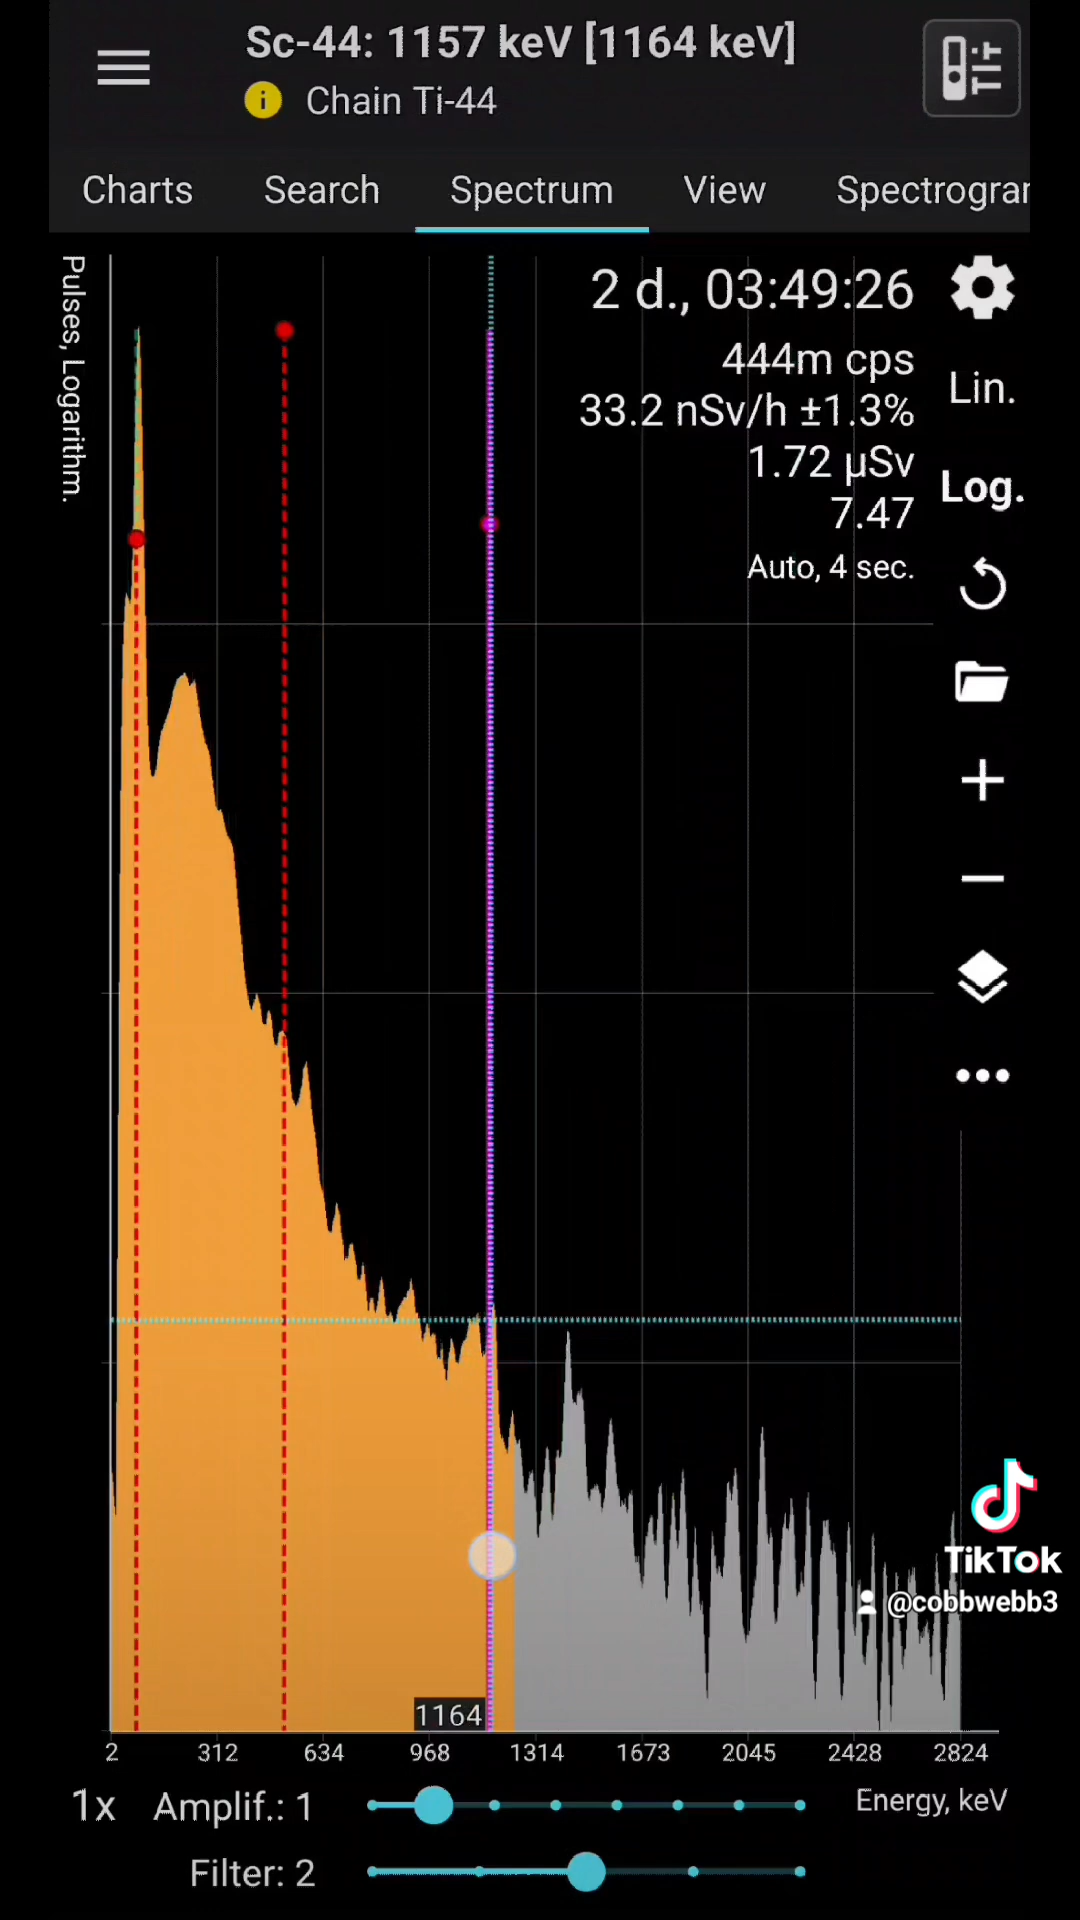 Sc-44: 1157 keV [1164 keV]
i Chain Ti-44
Charts Search Spectrum View Spectrogran
Pulses, Logarithm.
2 d., 03:49:26
444m cps
33.2 nSv/h ±1.3%
1.72 µSv
7.47
Auto, 4 sec.
Lin.
Log.
TikTok
@cobbwebb3
1164
2 312 634 968 1314 1673 2045 2428 2824
Energy, keV
1x Amplif.: 1
Filter: 2